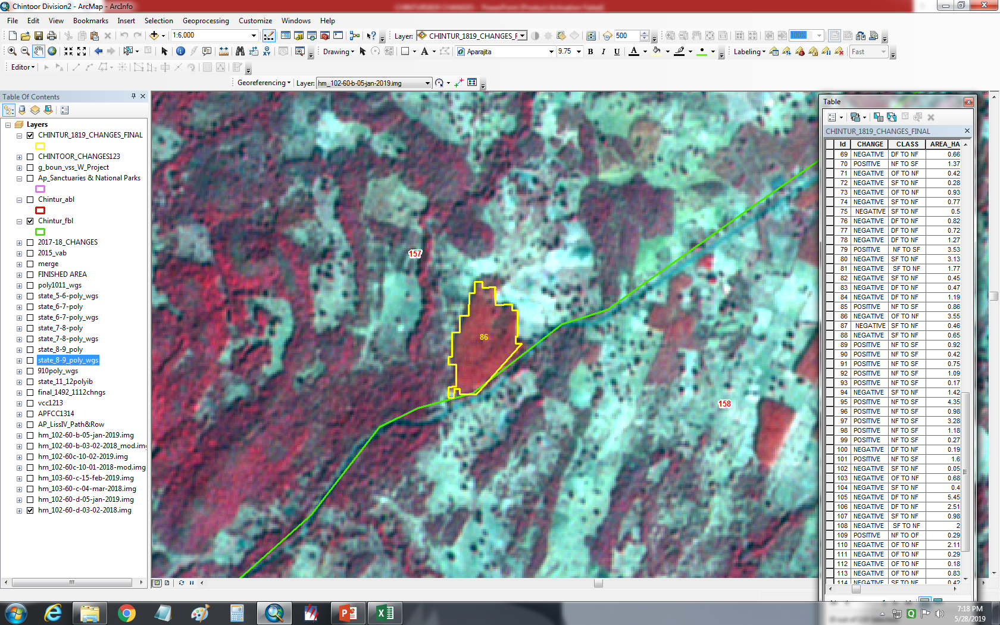 Chintoor Division2 - ArcMap - ArcInfo
File Edit View Bookmarks Insert Selection Geoprocessing Customize Windows Help
1:6,000 Layer: CHINTUR_1819_CHANGES_F 500 100%
Drawing Aparajita 9.75 B I U A Labeling Fast
Editor
Georeferencing Layer: hm_102-60-b-05-jan-2019.img
Table Of Contents
Layers
CHINTUR_1819_CHANGES_FINAL
CHINTOOR_CHANGES123
g_boun_vss_W_Project
Ap_Sanctuaries & National Parks
Chintur_abl
Chintur_fbl
2017-18_CHANGES
2015_vab
merge
FINISHED AREA
poly1011_wgs
state_5-6-poly_wgs
state_6-7-poly
state_6-7-poly_wgs
state_7-8-poly
state_7-8-poly_wgs
state_8-9_poly
state_8-9_poly_wgs
910poly_wgs
state_11_12polyib
final_1492_1112chngs
vcc1213
APFCC1314
AP_LissIV_Path&Row
hm_102-60-b-05-jan-2019.img
hm_102-60-b-03-02-2018_mod.img
hm_102-60c-10-02-2019.img
hm_102-60c-10-01-2018-mod.img
hm_103-60-c-15-feb-2019.img
hm_103-60-c-04-mar-2018.img
hm_102-60-d-05-jan-2019.img
hm_102-60-d-03-02-2018.img
157
86
158
Table
CHINTUR_1819_CHANGES_FINAL
Id CHANGE CLASS AREA_HA
69 NEGATIVE DF TO NF 0.66
70 POSITIVE NF TO SF 1.37
71 NEGATIVE OF TO NF 0.42
72 NEGATIVE SF TO NF 0.28
73 NEGATIVE OF TO NF 0.93
74 NEGATIVE SF TO NF 0.77
75 NEGATIVE SF TO NF 0.5
76 NEGATIVE DF TO NF 0.82
77 NEGATIVE DF TO NF 0.72
78 NEGATIVE DF TO NF 1.27
79 POSITIVE NF TO SF 3.53
80 NEGATIVE SF TO NF 3.13
81 NEGATIVE SF TO NF 1.77
82 NEGATIVE SF TO NF 0.45
83 NEGATIVE DF TO NF 0.47
84 NEGATIVE DF TO NF 1.19
85 POSITIVE NF TO SF 0.86
86 NEGATIVE OF TO NF 3.55
87 NEGATIVE SF TO NF 0.46
88 NEGATIVE SF TO NF 0.65
89 POSITIVE NF TO SF 0.92
90 POSITIVE NF TO SF 0.42
91 POSITIVE NF TO SF 0.75
92 POSITIVE NF TO SF 1.09
93 POSITIVE NF TO SF 0.17
94 NEGATIVE SF TO NF 1.42
95 POSITIVE NF TO SF 4.35
96 POSITIVE NF TO SF 0.98
97 POSITIVE NF TO SF 3.28
98 POSITIVE NF TO SF 1.18
99 POSITIVE NF TO SF 0.27
100 NEGATIVE DF TO NF 0.19
101 POSITIVE NF TO SF 1.6
102 NEGATIVE SF TO NF 0.05
103 NEGATIVE OF TO NF 0.68
104 NEGATIVE SF TO NF 0.4
105 NEGATIVE DF TO NF 5.45
106 NEGATIVE DF TO NF 2.51
107 NEGATIVE SF TO NF 0.98
108 NEGATIVE SF TO NF 2
109 POSITIVE NF TO OF 0.29
110 NEGATIVE OF TO NF 2.11
111 NEGATIVE OF TO NF 0.29
112 NEGATIVE OF TO NF 0.18
113 NEGATIVE OF TO NF 0.83
114 NEGATIVE SF TO NF 0.42
7:18 PM
5/28/2019